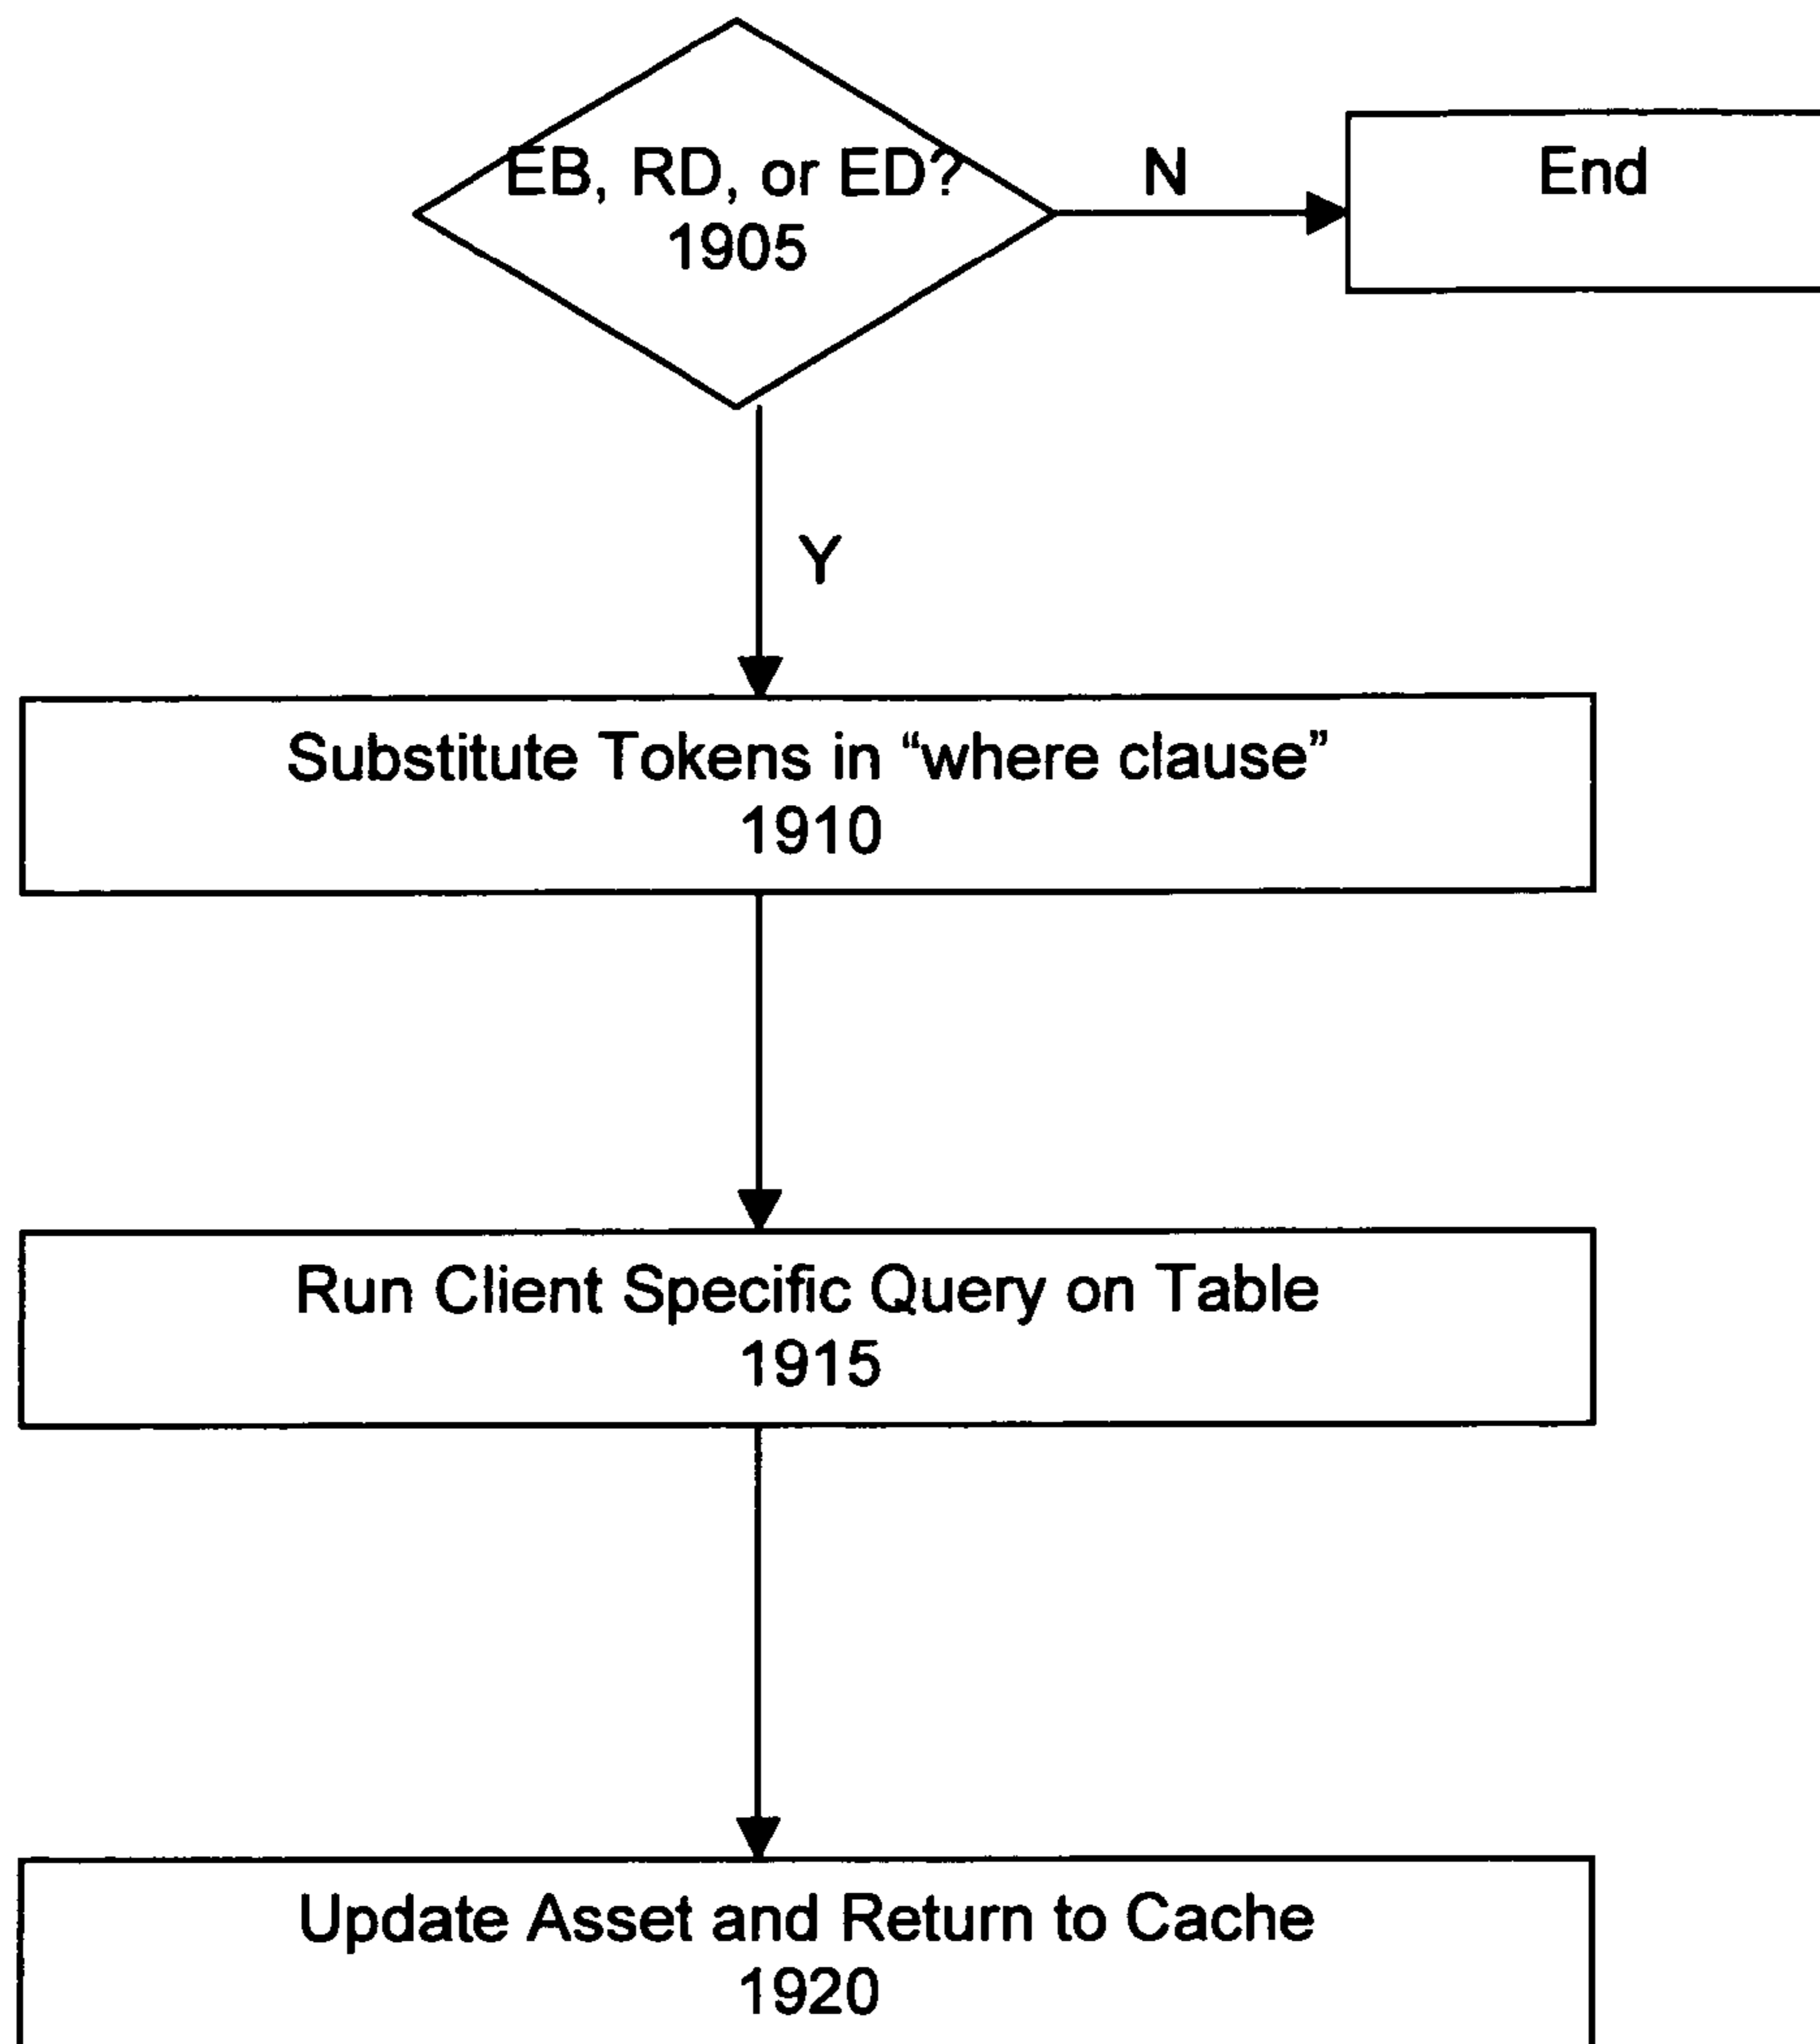 EB, RD, or ED?
1905
N
End
Y
Substitute Tokens in “where clause”
1910
Run Client Specific Query on Table
1915
Update Asset and Return to Cache
1920